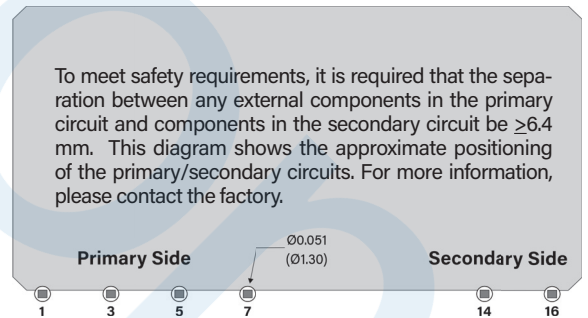 To meet safety requirements, it is required that the sepa-
ration between any external components in the primary
circuit and components in the secondary circuit be ≥6.4
mm. This diagram shows the approximate positioning
of the primary/secondary circuits. For more information,
please contact the factory.
Ø0.051
Primary Side (Ø1.30) Secondary Side
1 3 5 7 14 16